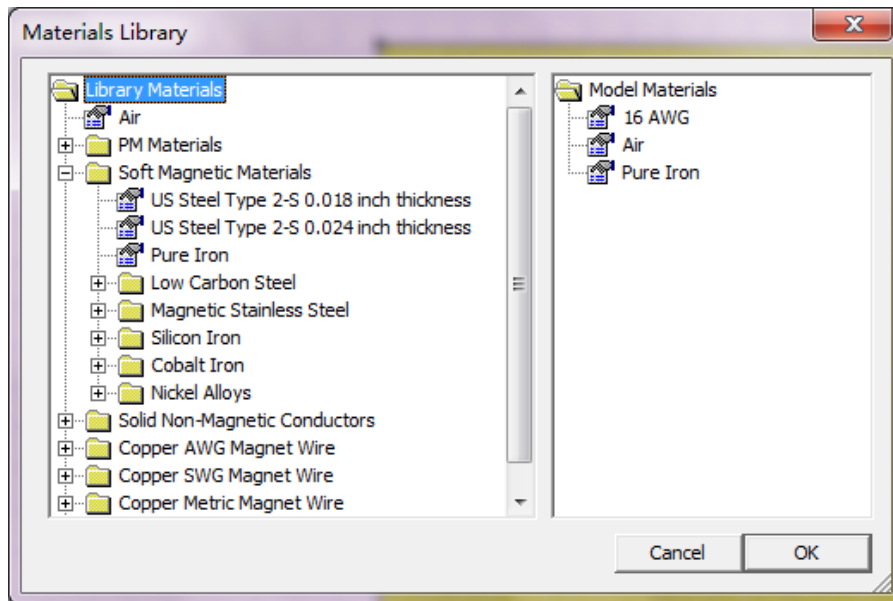 Materials Library
Library Materials
Air
PM Materials
Soft Magnetic Materials
US Steel Type 2-S 0.018 inch thickness
US Steel Type 2-S 0.024 inch thickness
Pure Iron
Low Carbon Steel
Magnetic Stainless Steel
Silicon Iron
Cobalt Iron
Nickel Alloys
Solid Non-Magnetic Conductors
Copper AWG Magnet Wire
Copper SWG Magnet Wire
Copper Metric Magnet Wire
Model Materials
16 AWG
Air
Pure Iron
Cancel
OK